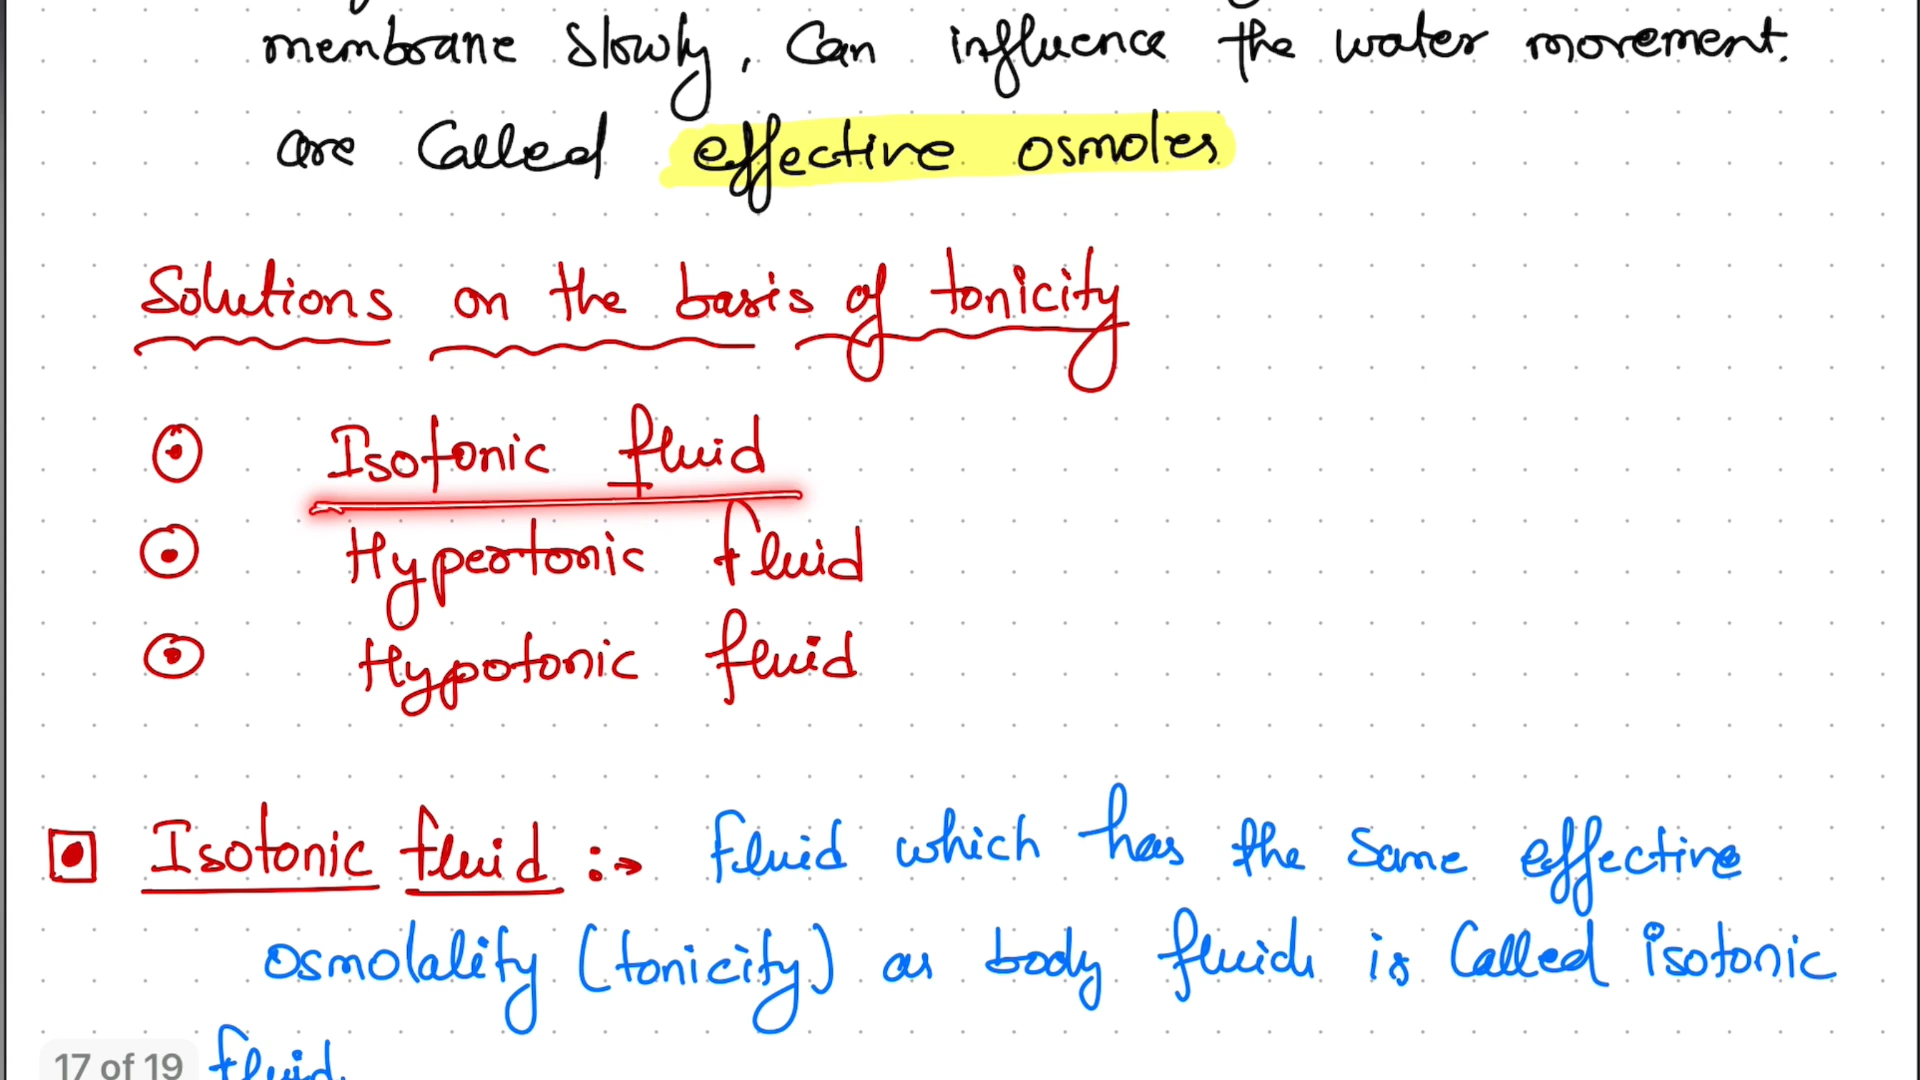 membrane slowly, Can influence the water movement.
are Called effective osmoles
Solutions on the basis of tonicity
Isotonic fluid
Hypertonic fluid
Hypotonic fluid
Isotonic fluid :→ Fluid which has the same effective
osmolality (tonicity) as body fluids is Called isotonic
fluid.
17 of 19